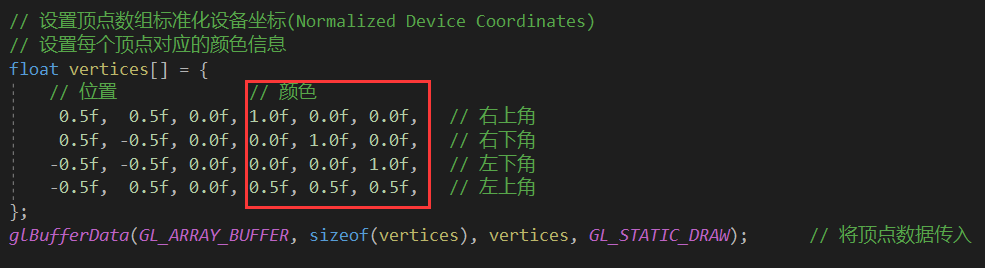 // 设置顶点数组标准化设备坐标(Normalized Device Coordinates)
// 设置每个顶点对应的颜色信息
float vertices[] = {
// 位置 // 颜色
0.5f, 0.5f, 0.0f, 1.0f, 0.0f, 0.0f, // 右上角
0.5f, -0.5f, 0.0f, 0.0f, 1.0f, 0.0f, // 右下角
-0.5f, -0.5f, 0.0f, 0.0f, 0.0f, 1.0f, // 左下角
-0.5f, 0.5f, 0.0f, 0.5f, 0.5f, 0.5f, // 左上角
};
glBufferData(GL_ARRAY_BUFFER, sizeof(vertices), vertices, GL_STATIC_DRAW); // 将顶点数据传入